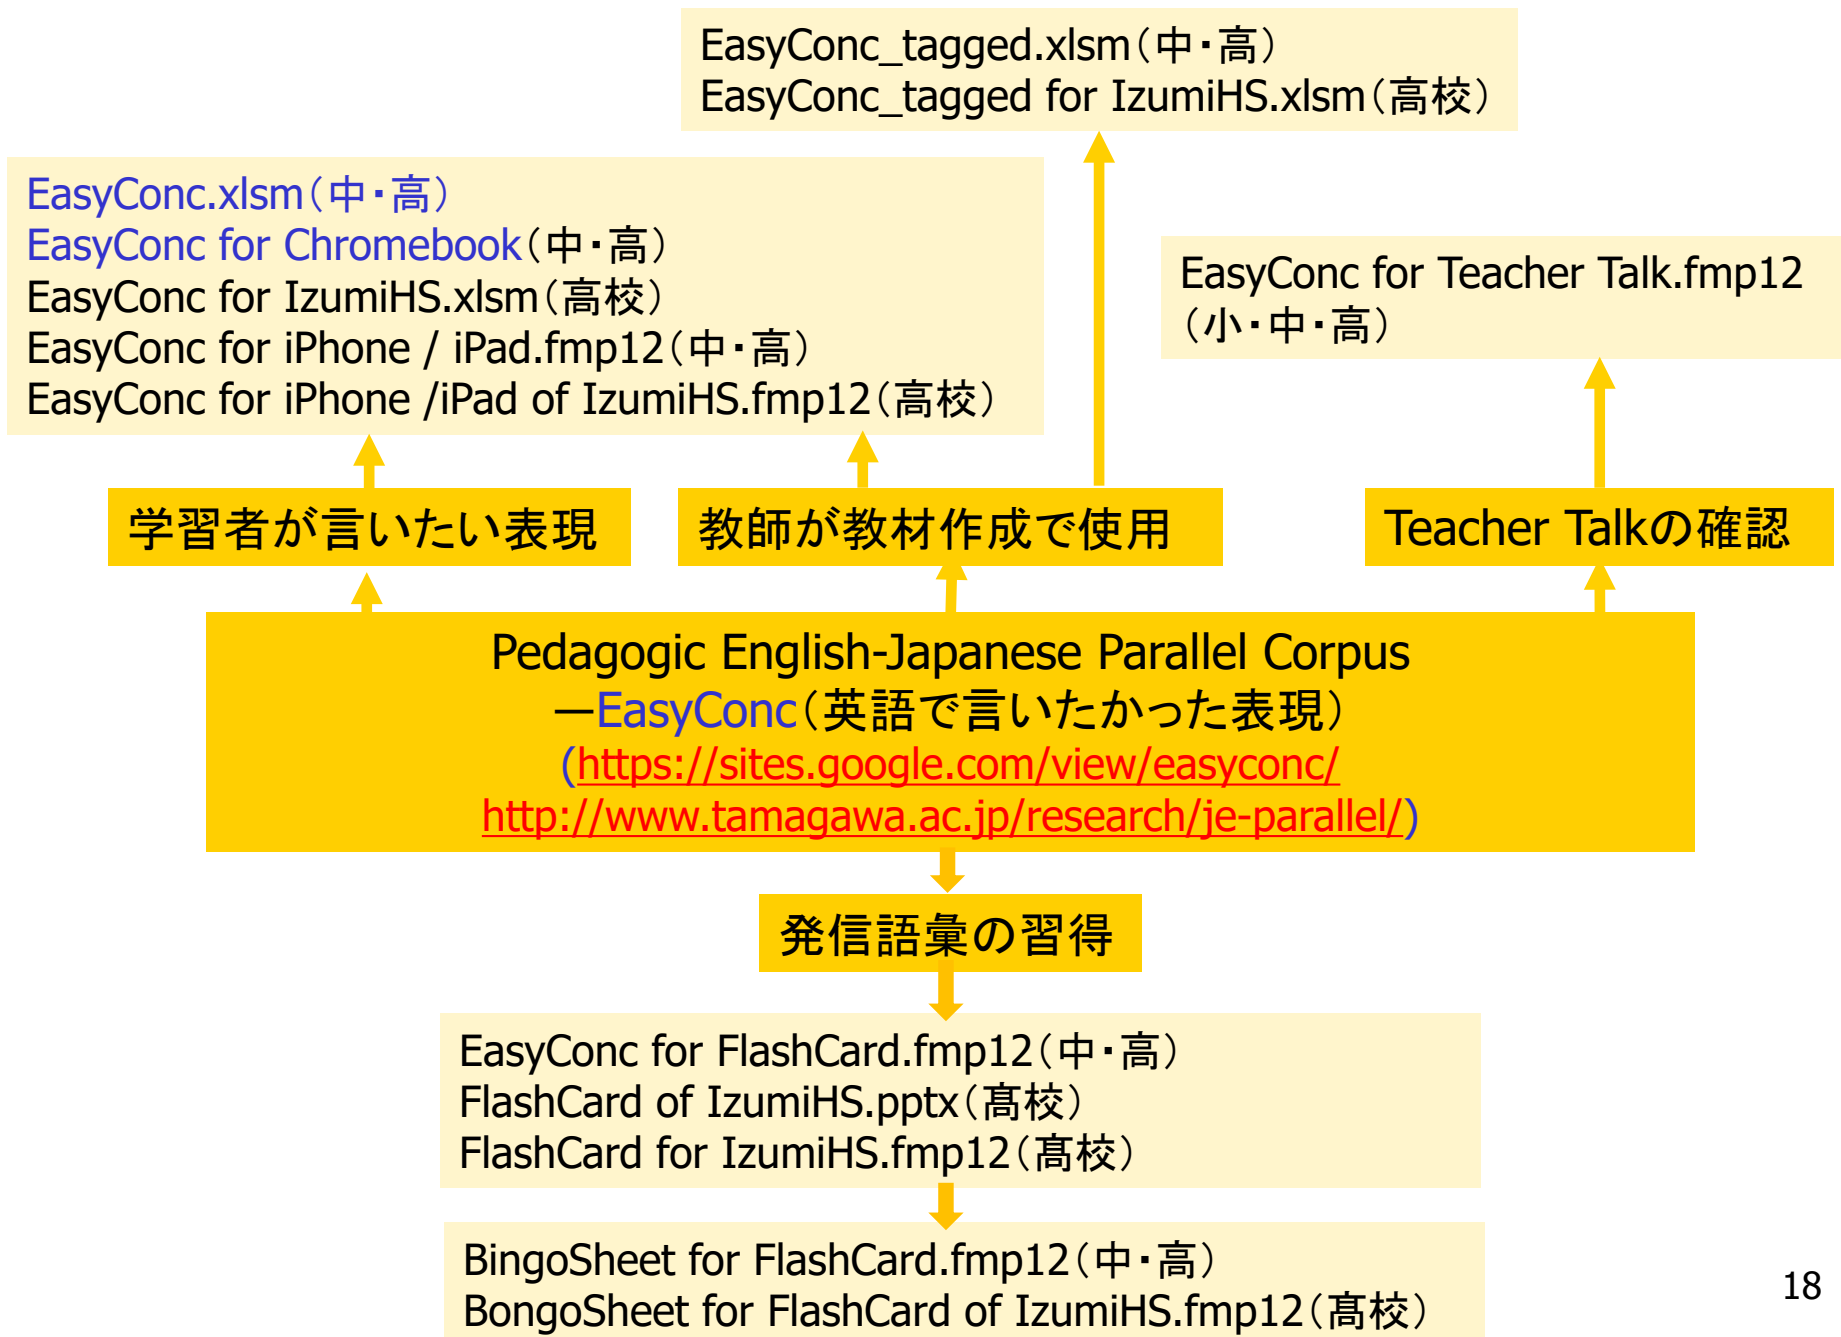 EasyConc_tagged.xlsm（中・高）
EasyConc_tagged for IzumiHS.xlsm（高校）
EasyConc.xlsm（中・高）
EasyConc for Chromebook（中・高）
EasyConc for IzumiHS.xlsm（高校）
EasyConc for iPhone / iPad.fmp12（中・高）
EasyConc for iPhone /iPad of IzumiHS.fmp12（高校）
EasyConc for Teacher Talk.fmp12
（小・中・高）
学習者が言いたい表現
教師が教材作成で使用
Teacher Talkの確認
Pedagogic English-Japanese Parallel Corpus
―EasyConc（英語で言いたかった表現）
(https://sites.google.com/view/easyconc/
http://www.tamagawa.ac.jp/research/je-parallel/)
発信語彙の習得
EasyConc for FlashCard.fmp12（中・高）
FlashCard of IzumiHS.pptx（髙校）
FlashCard for IzumiHS.fmp12（髙校）
BingoSheet for FlashCard.fmp12（中・高）
BongoSheet for FlashCard of IzumiHS.fmp12（髙校）
18